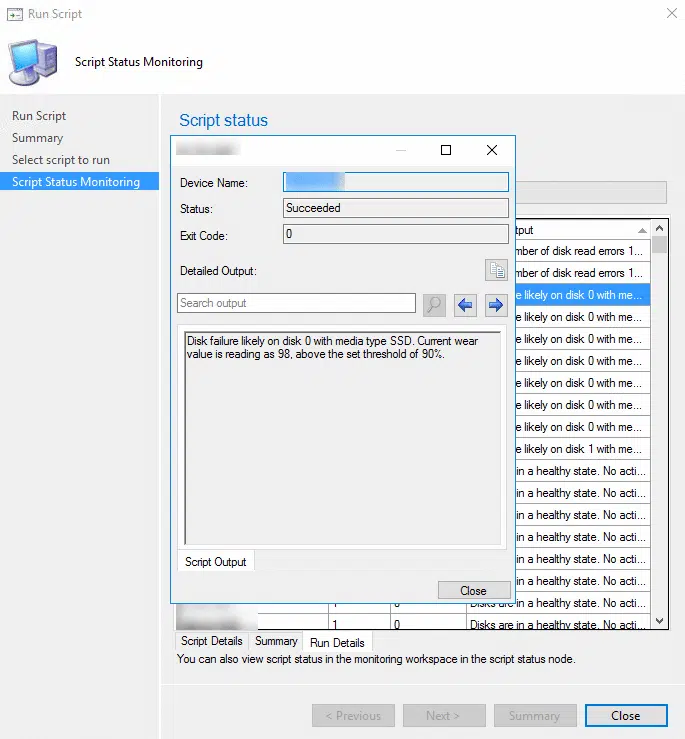 Run Script
Script Status Monitoring
Run Script
Summary
Select script to run
Script Status Monitoring
Script status
Device Name:
Status: Succeeded
Exit Code: 0
Detailed Output:
Search output
Disk failure likely on disk 0 with media type SSD. Current wear
value is reading as 98, above the set threshold of 90%.
Script Output
Close
tput
mber of disk read errors 1...
mber of disk read errors 1...
e likely on disk 0 with me...
e likely on disk 0 with me...
e likely on disk 0 with me...
e likely on disk 0 with me...
e likely on disk 0 with me...
e likely on disk 0 with me...
e likely on disk 0 with me...
e likely on disk 1 with me...
in a healthy state. No acti...
in a healthy state. No acti...
in a healthy state. No acti...
in a healthy state. No acti...
in a healthy state. No acti...
in a healthy state. No acti...
1 0 Disks are in a healthy state. No acti...
1 0 Disks are in a healthy state. No acti...
Script Details Summary Run Details
You can also view script status in the monitoring workspace in the script status node.
< Previous Next > Summary Close